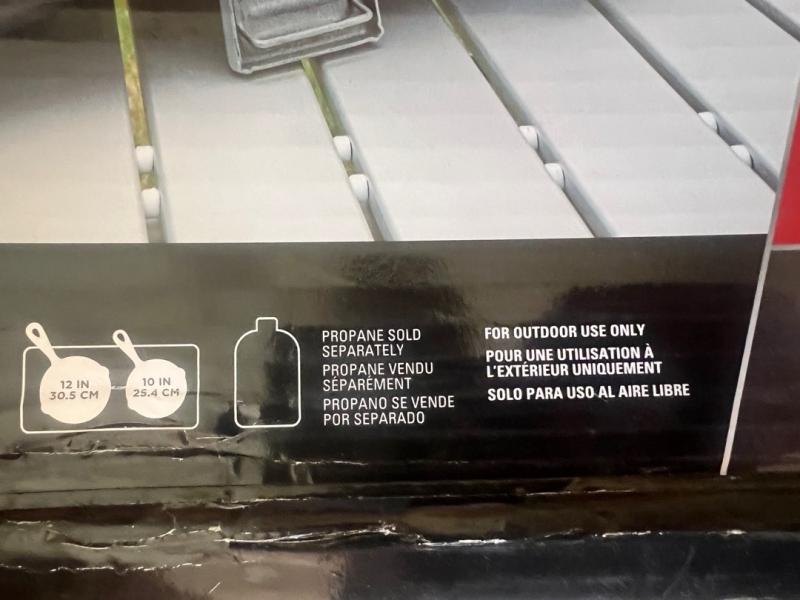 12 IN
30.5 CM
10 IN
25.4 CM
PROPANE SOLD
SEPARATELY
PROPANE VENDU
SÉPARÉMENT
PROPANO SE VENDE
POR SEPARADO
FOR OUTDOOR USE ONLY
POUR UNE UTILISATION À
L'EXTÉRIEUR UNIQUEMENT
SOLO PARA USO AL AIRE LIBRE